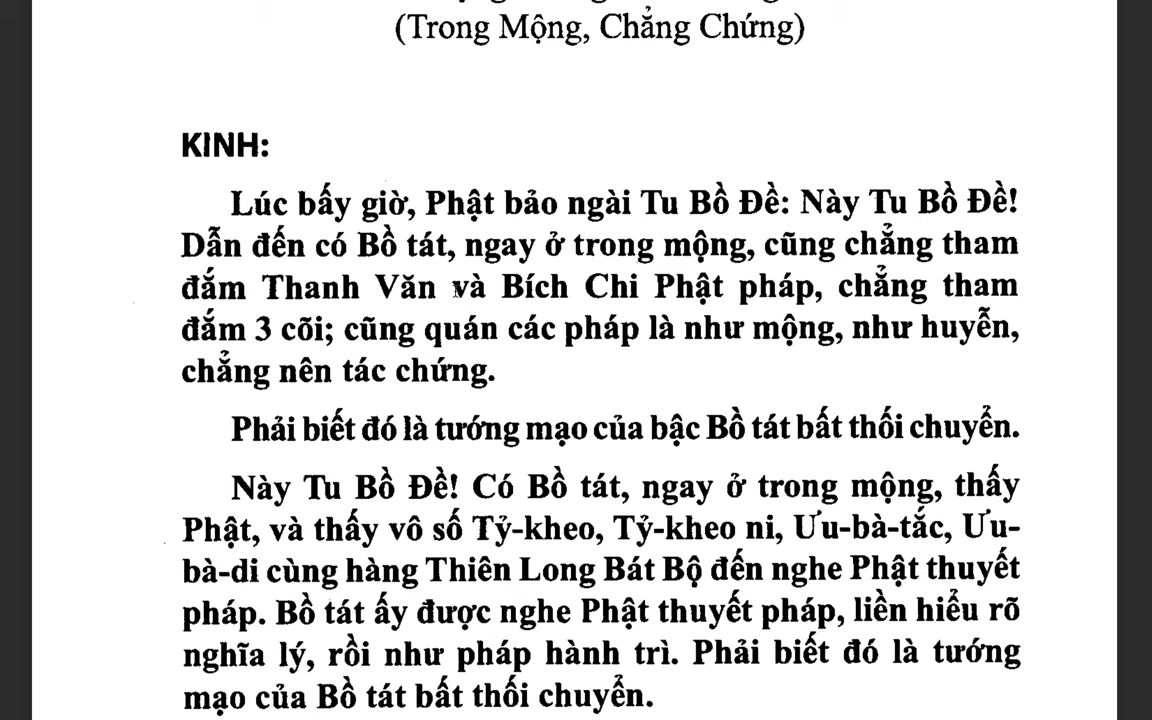 (Trong Mộng, Chẳng Chứng)
KINH:
Lúc bấy giờ, Phật bảo ngài Tu Bồ Đề: Này Tu Bồ Đề!
Dẫn đến có Bồ tát, ngay ở trong mộng, cũng chẳng tham
đắm Thanh Văn và Bích Chi Phật pháp, chẳng tham
đắm 3 cõi; cũng quán các pháp là như mộng, như huyễn,
chẳng nên tác chứng.
Phải biết đó là tướng mạo của bậc Bồ tát bất thối chuyển.
Này Tu Bồ Đề! Có Bồ tát, ngay ở trong mộng, thấy
Phật, và thấy vô số Tỷ-kheo, Tỷ-kheo ni, Ưu-bà-tắc, Ưu-
bà-di cùng hàng Thiên Long Bát Bộ đến nghe Phật thuyết
pháp. Bồ tát ấy được nghe Phật thuyết pháp, liền hiểu rõ
nghĩa lý, rồi như pháp hành trì. Phải biết đó là tướng
mạo của Bồ tát bất thối chuyển.